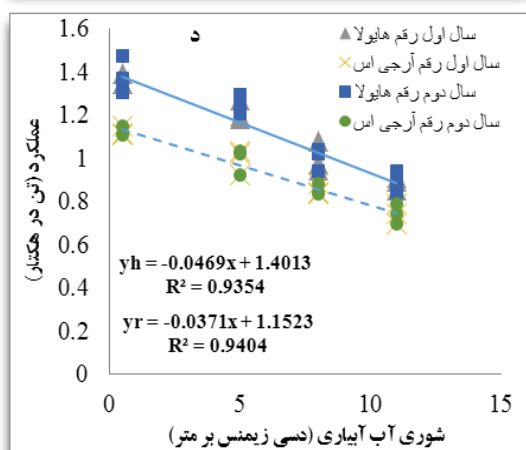 د
سال اول رقم هایولا
سال اول رقم آرجی اس
سال دوم رقم هایولا
سال دوم رقم آرجی اس
عملکرد (تن در هکتار)
1.6
1.4
1.2
1
0.8
0.6
0.4
0.2
0
yh = -0.0469x + 1.4013
R² = 0.9354
yr = -0.0371x + 1.1523
R² = 0.9404
0 5 10 15
شوری آب آبیاری (دسی زیمنس بر متر)